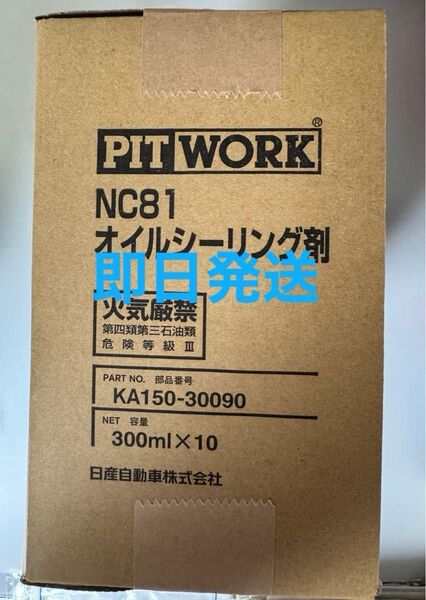 PIT WORK®
NC81
オイルシーリング剤
即日発送
火気厳禁
第四類第三石油類
危険等級Ⅲ
PART NO. 部品番号
KA150-30090
NET 容量
300ml×10
日産自動車株式会社